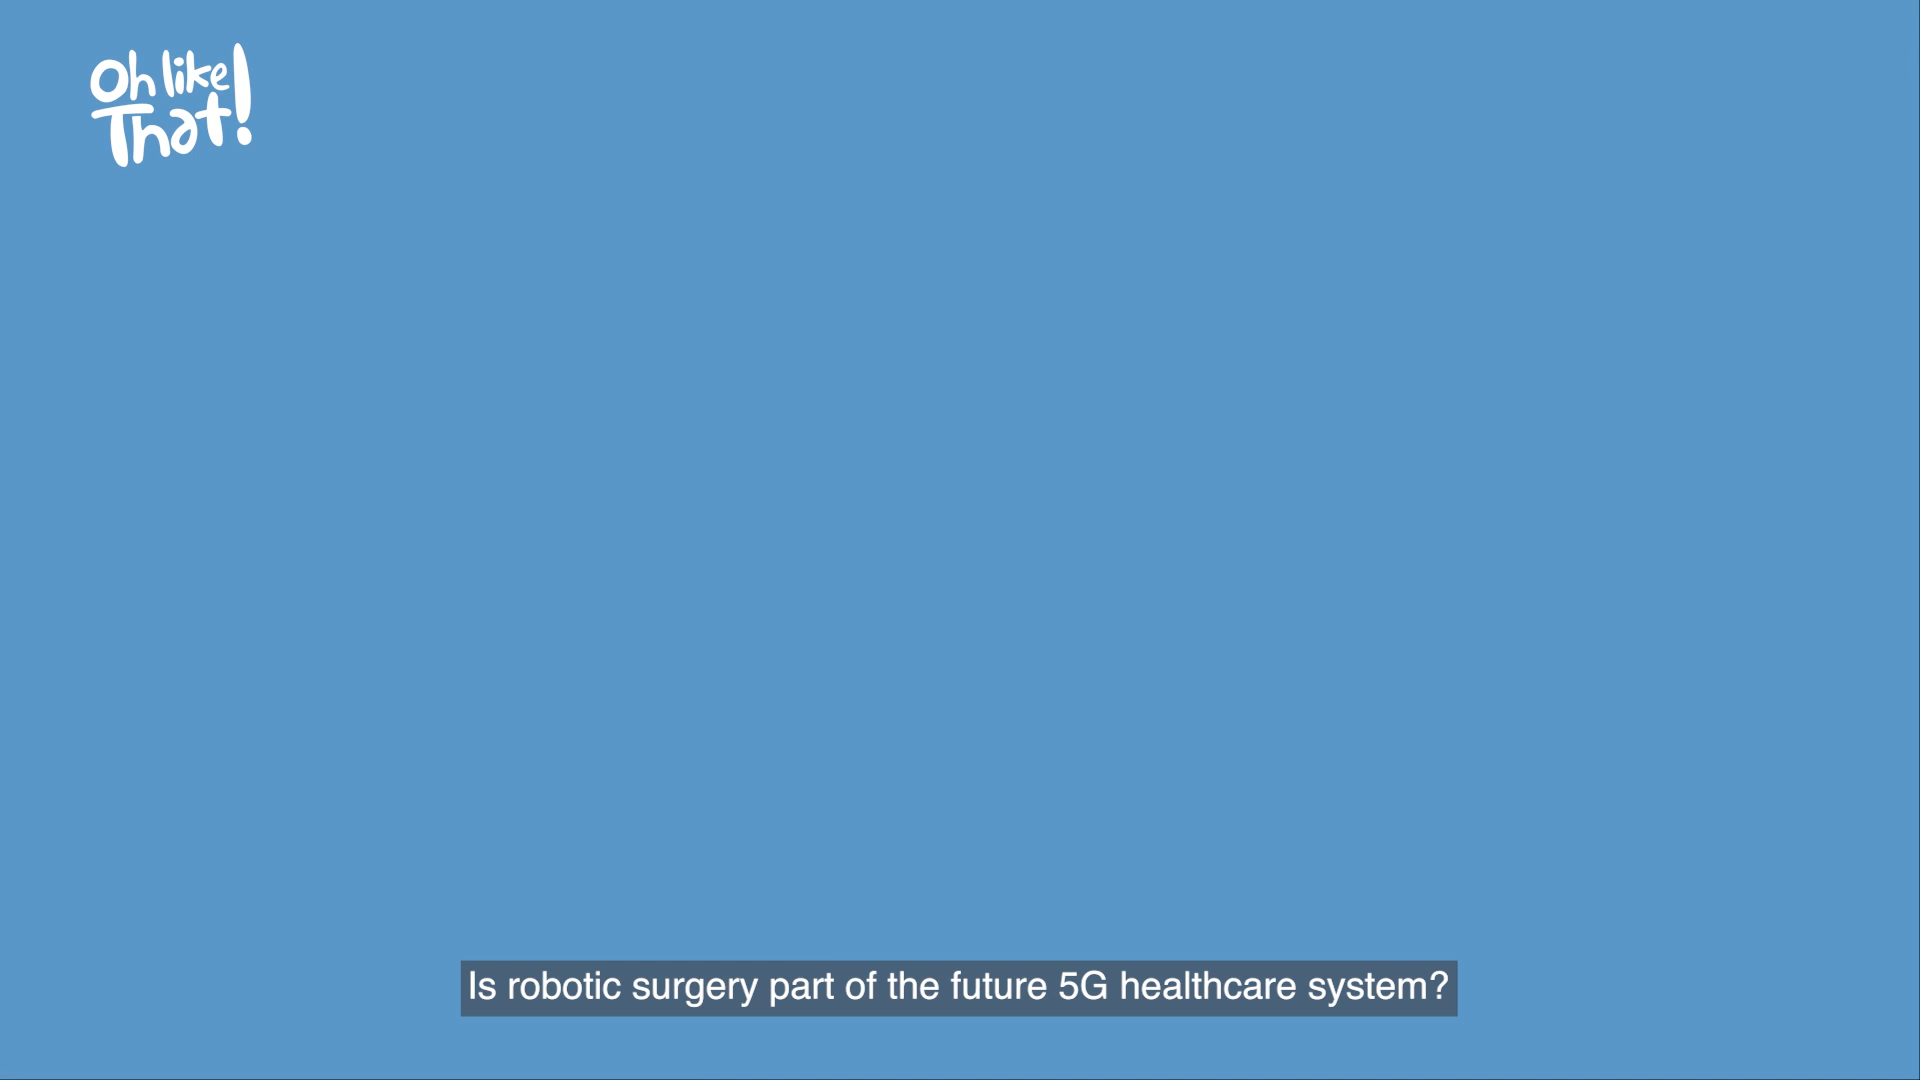 Oh like
That!
Is robotic surgery part of the future 5G healthcare system?